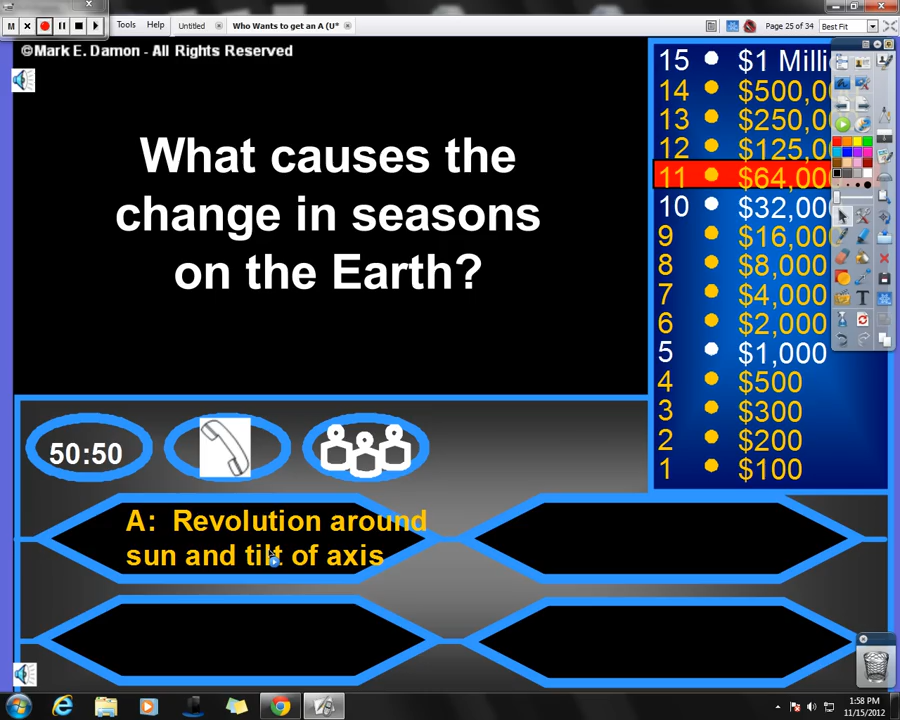 Tools
Help
Untitled
Who Wants to get an A (U*
Page 25 of 34
Best Fit
©Mark E. Damon - All Rights Reserved
What causes the
change in seasons
on the Earth?
15 $1 Milli
14 $500,0
13 $250,0
12 $125,0
11 $64,00
10 $32,00
9 $16,00
8 $8,000
7 $4,000
6 $2,000
5 $1,000
4 $500
3 $300
2 $200
1 $100
50:50
A: Revolution around
sun and tilt of axis
1:58 PM
11/15/2012